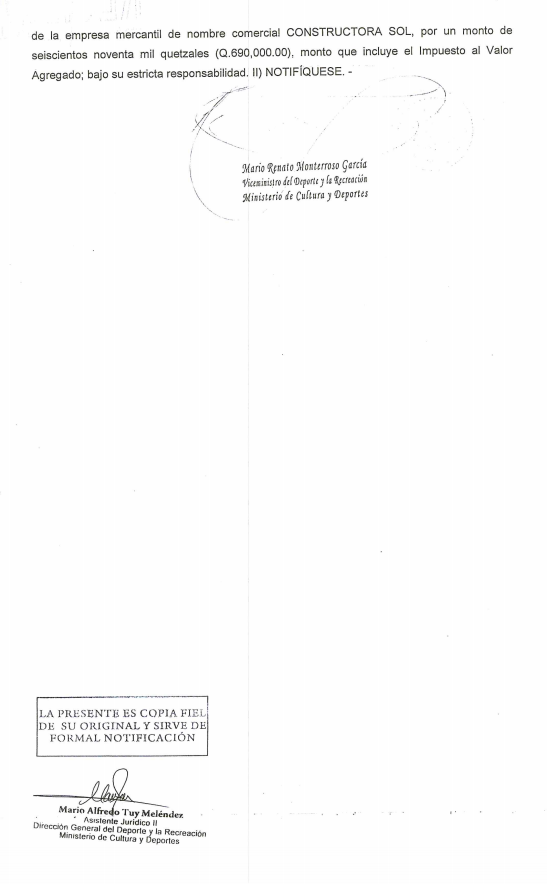 de la empresa mercantil de nombre comercial CONSTRUCTORA SOL, por un monto de
seiscientos noventa mil quetzales (Q.690,000.00), monto que incluye el Impuesto al Valor
Agregado; bajo su estricta responsabilidad. II) NOTIFÍQUESE. -
Mario Renato Monterroso García
Viceministro del Deporte y la Recreación
Ministerio de Cultura y Deportes
LA PRESENTE ES COPIA FIEL
DE SU ORIGINAL Y SIRVE DE
FORMAL NOTIFICACIÓN
Mario Alfredo Tuy Meléndez
Asistente Jurídico II
Dirección General del Deporte y la Recreación
Ministerio de Cultura y Deportes